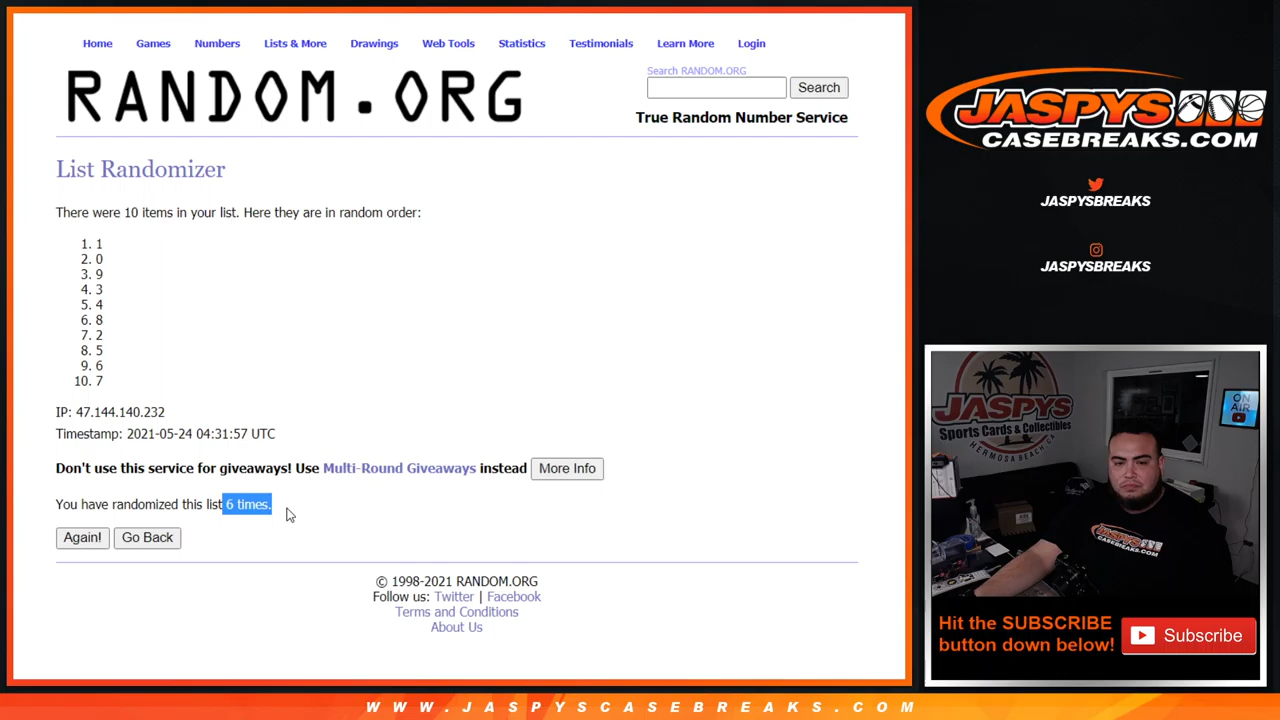 Home Games Numbers Lists & More Drawings Web Tools Statistics Testimonials Learn More Login
RANDOM.ORG
Search RANDOM.ORG
Search
True Random Number Service
List Randomizer
There were 10 items in your list. Here they are in random order:
1. 1
2. 0
3. 9
4. 3
5. 4
6. 8
7. 2
8. 5
9. 6
10. 7
IP: 47.144.140.232
Timestamp: 2021-05-24 04:31:57 UTC
Don't use this service for giveaways! Use Multi-Round Giveaways instead More Info
You have randomized this list 6 times.
Again! Go Back
© 1998-2021 RANDOM.ORG
Follow us: Twitter | Facebook
Terms and Conditions
About Us
JASPYS
CASEBREAKS.COM
JASPYSBREAKS
JASPYSBREAKS
JASPYS
Sports Cards & Collectibles
HERMOSA BEACH, CA
ON
AIR
JASPYS
CASEBREAKS.COM
Hit the SUBSCRIBE
button down below!
Subscribe
WWW.JASPYSCASEBREAKS.COM